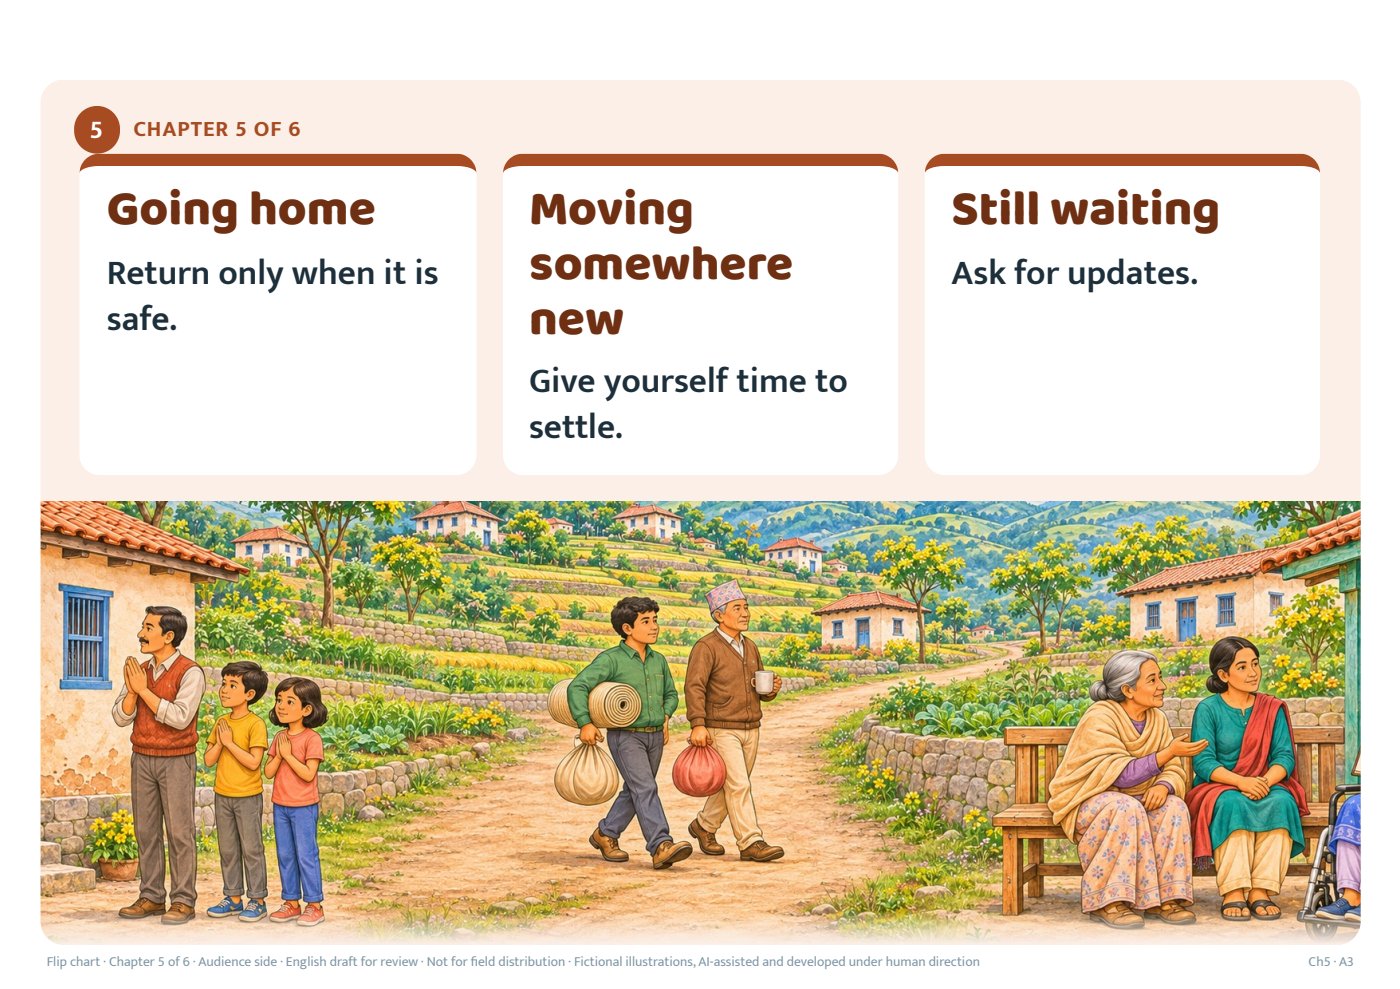 5
CHAPTER 5 OF 6
Going home
Return only when it is
safe.
Moving
somewhere
new
Give yourself time to
settle.
Still waiting
Ask for updates.
Flip chart · Chapter 5 of 6 · Audience side · English draft for review · Not for field distribution · Fictional illustrations, AI-assisted and developed under human direction
Ch5 · A3